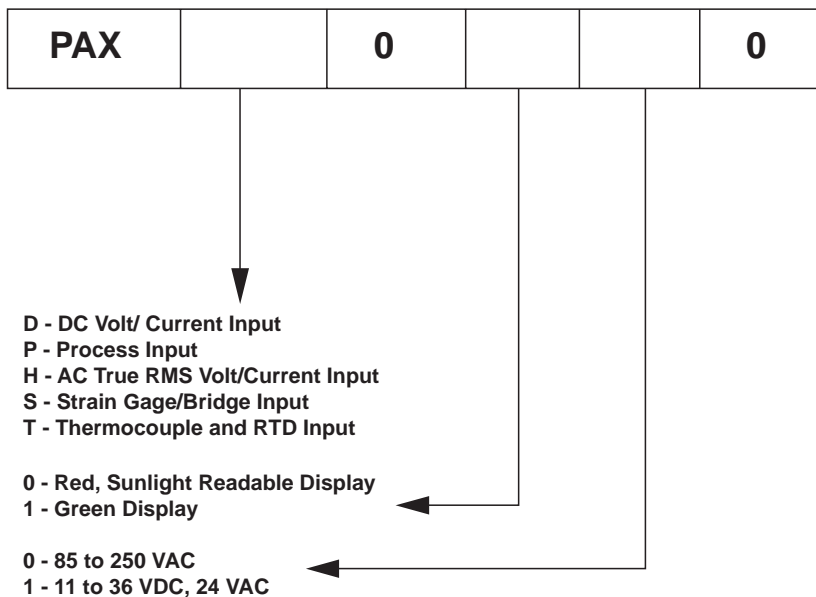 PAX 0 0
D - DC Volt/ Current Input
P - Process Input
H - AC True RMS Volt/Current Input
S - Strain Gage/Bridge Input
T - Thermocouple and RTD Input
0 - Red, Sunlight Readable Display
1 - Green Display
0 - 85 to 250 VAC
1 - 11 to 36 VDC, 24 VAC